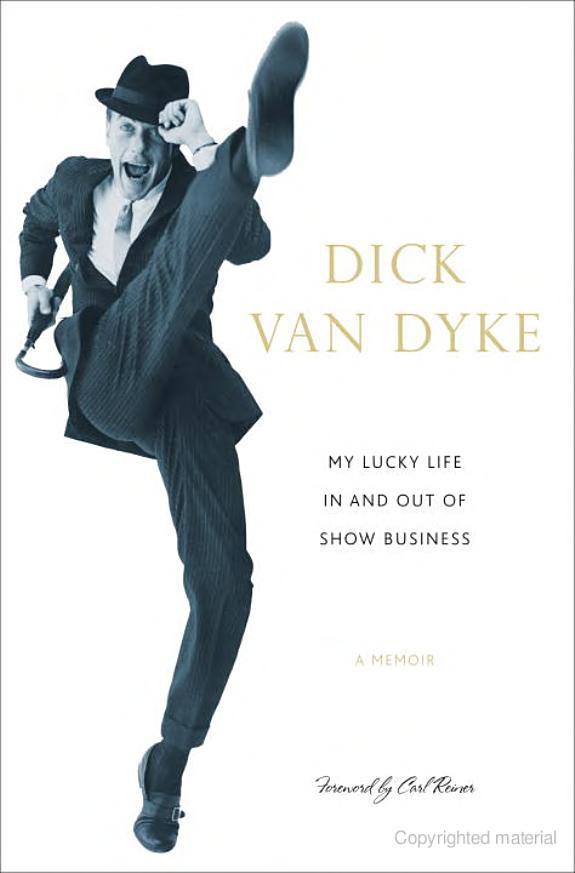 DICK
VAN DYKE
MY LUCKY LIFE
IN AND OUT OF
SHOW BUSINESS
A MEMOIR
Foreword by Carl Reiner
Copyrighted material